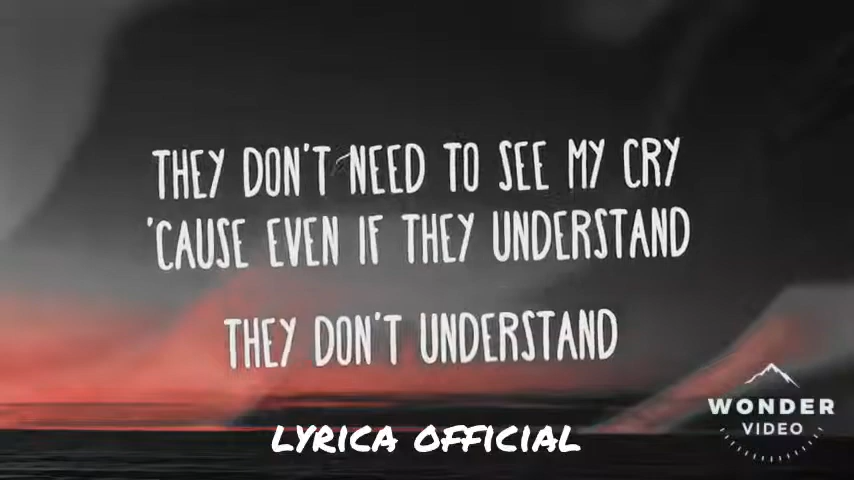 THEY DON'T NEED TO SEE MY CRY
'CAUSE EVEN IF THEY UNDERSTAND
THEY DON'T UNDERSTAND
WONDER
VIDEO
LYRICA OFFICIAL